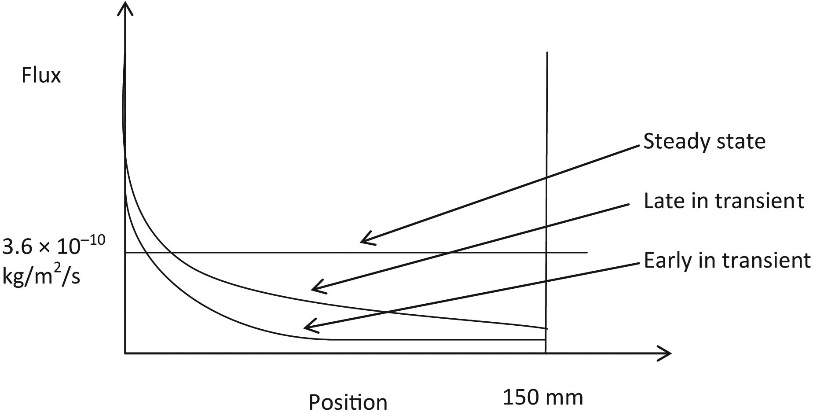 Flux
Steady state
Late in transient
3.6 × 10⁻¹⁰
kg/m²/s
Early in transient
Position
150 mm